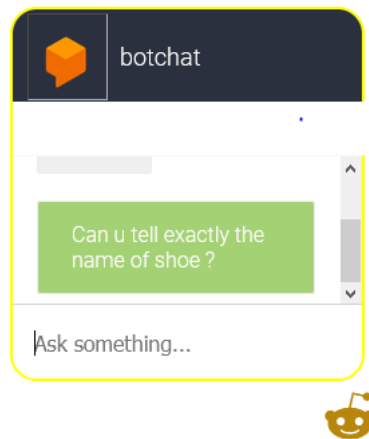 botchat
Can u tell exactly the
name of shoe ?
Ask something...